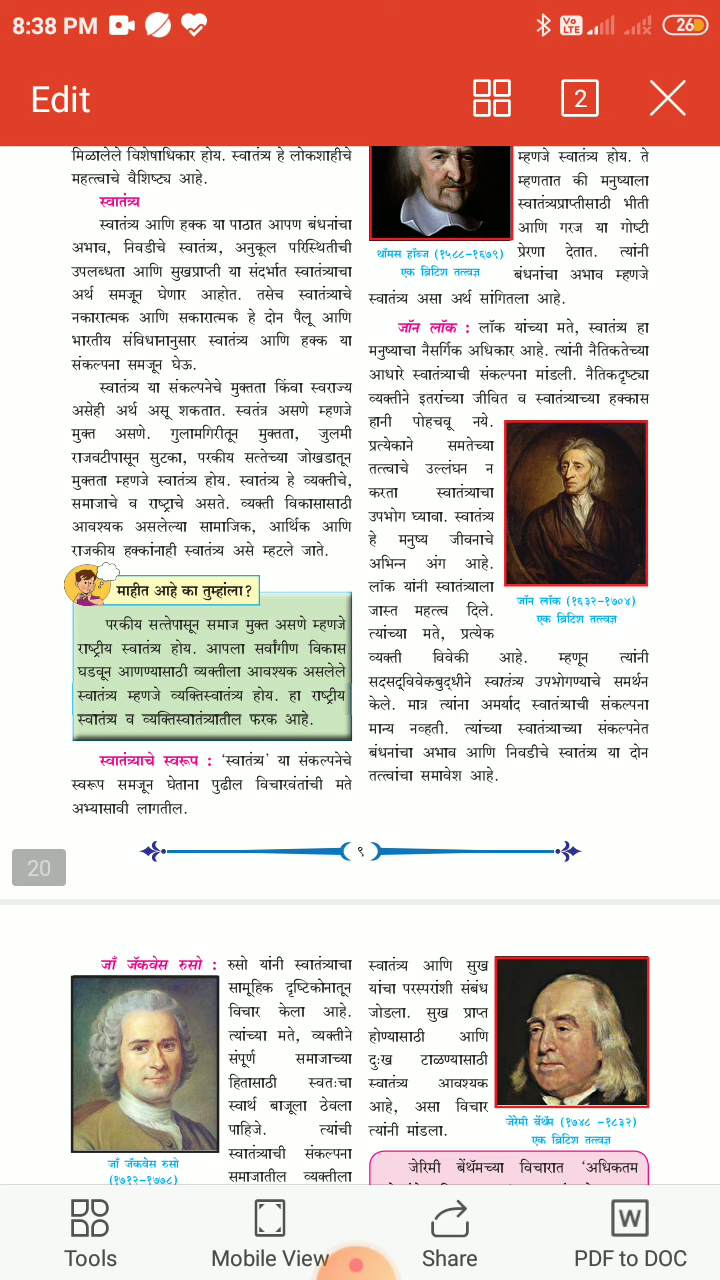 8:38 PM
Vo LTE
26
Edit
2
मिळालेले विशेषाधिकार होय. स्वातंत्र्य हे लोकशाहीचे
महत्त्वाचे वैशिष्ट्य आहे.
स्वातंत्र्य
स्वातंत्र्य आणि हक्क या पाठात आपण बंधनांचा
अभाव, निवडीचे स्वातंत्र्य, अनुकूल परिस्थितीची
उपलब्धता आणि सुखप्राप्ती या संदर्भात स्वातंत्र्याचा
अर्थ समजून घेणार आहोत. तसेच स्वातंत्र्याचे
नकारात्मक आणि सकारात्मक हे दोन पैलू आणि
भारतीय संविधानानुसार स्वातंत्र्य आणि हक्क या
संकल्पना समजून घेऊ.
स्वातंत्र्य या संकल्पनेचे मुक्तता किंवा स्वराज्य
असेही अर्थ असू शकतात. स्वतंत्र असणे म्हणजे
मुक्त असणे. गुलामगिरीतून मुक्तता, जुलमी
राजवटीपासून सुटका, परकीय सत्तेच्या जोखडातून
मुक्तता म्हणजे स्वातंत्र्य होय. स्वातंत्र्य हे व्यक्तीचे,
समाजाचे व राष्ट्राचे असते. व्यक्ती विकासासाठी
आवश्यक असलेल्या सामाजिक, आर्थिक आणि
राजकीय हक्कांनाही स्वातंत्र्य असे म्हटले जाते.
माहीत आहे का तुम्हांला?
परकीय सत्तेपासून समाज मुक्त असणे म्हणजे
राष्ट्रीय स्वातंत्र्य होय. आपला सर्वांगीण विकास
घडवून आणण्यासाठी व्यक्तीला आवश्यक असलेले
स्वातंत्र्य म्हणजे व्यक्तिस्वातंत्र्य होय. हा राष्ट्रीय
स्वातंत्र्य व व्यक्तिस्वातंत्र्यातील फरक आहे.
स्वातंत्र्याचे स्वरूप : ‘स्वातंत्र्य’ या संकल्पनेचे
स्वरूप समजून घेताना पुढील विचारवंतांची मते
अभ्यासावी लागतील.
म्हणजे स्वातंत्र्य होय. ते
म्हणतात की मनुष्याला
स्वातंत्र्यप्राप्तीसाठी भीती
आणि गरज या गोष्टी
प्रेरणा देतात. त्यांनी
बंधनांचा अभाव म्हणजे
थॉमस हॉब्ज (१५८८-१६७९)
एक ब्रिटिश तत्त्वज्ञ
स्वातंत्र्य असा अर्थ सांगितला आहे.
जॉन लॉक : लॉक यांच्या मते, स्वातंत्र्य हा
मनुष्याचा नैसर्गिक अधिकार आहे. त्यांनी नैतिकतेच्या
आधारे स्वातंत्र्याची संकल्पना मांडली. नैतिकदृष्ट्या
व्यक्तीने इतरांच्या जीवित व स्वातंत्र्याच्या हक्कास
हानी पोहचवू नये.
प्रत्येकाने समतेच्या
तत्त्वाचे उल्लंघन न
करता स्वातंत्र्याचा
उपभोग घ्यावा. स्वातंत्र्य
हे मनुष्य जीवनाचे
अभिन्न अंग आहे.
लॉक यांनी स्वातंत्र्याला
जास्त महत्त्व दिले.
त्यांच्या मते, प्रत्येक
जॉन लॉक (१६३२-१७०४)
एक ब्रिटिश तत्त्वज्ञ
व्यक्ती विवेकी आहे. म्हणून त्यांनी
सद्सद्‌विवेकबुद्धीने स्वातंत्र्य उपभोगण्याचे समर्थन
केले. मात्र त्यांना अमर्याद स्वातंत्र्याची संकल्पना
मान्य नव्हती. त्यांच्या स्वातंत्र्याच्या संकल्पनेत
बंधनांचा अभाव आणि निवडीचे स्वातंत्र्य या दोन
तत्त्वांचा समावेश आहे.
९
20
जाँ जॅकवेस रुसो : रुसो यांनी स्वातंत्र्याचा
सामूहिक दृष्टिकोनातून
विचार केला आहे.
त्यांच्या मते, व्यक्तीने
संपूर्ण समाजाच्या
हितासाठी स्वतःचा
स्वार्थ बाजूला ठेवला
पाहिजे. त्यांची
स्वातंत्र्याची संकल्पना
समाजातील व्यक्तीला
जाँ जॅकवेस रुसो
(१७१२-१७७८)
स्वातंत्र्य आणि सुख
यांचा परस्परांशी संबंध
जोडला. सुख प्राप्त
होण्यासाठी आणि
दुःख टाळण्यासाठी
स्वातंत्र्य आवश्यक
आहे, असा विचार
त्यांनी मांडला.
जेरेमी बेंथॅम (१७४८ -१८३२)
एक ब्रिटिश तत्त्वज्ञ
जेरिमी बेंथॅमच्या विचारात ‘अधिकतम
Tools
Mobile View
Share
PDF to DOC